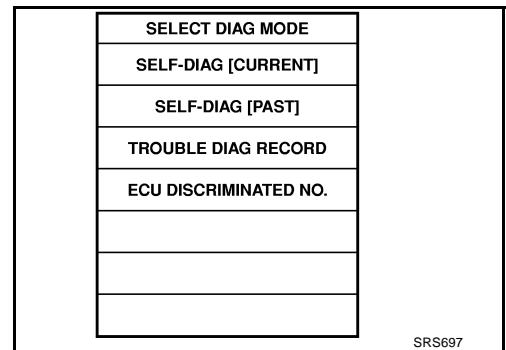 SELECT DIAG MODE
SELF-DIAG [CURRENT]
SELF-DIAG [PAST]
TROUBLE DIAG RECORD
ECU DISCRIMINATED NO.
SRS697